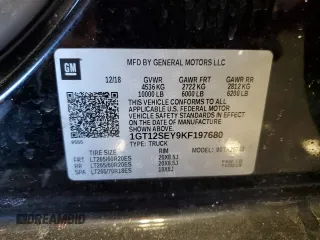 GM
MFD BY GENERAL MOTORS LLC
12/18 GVWR GAWR FRT GAWR RR
4536 KG 2722 KG 2812 KG
10000 LB 6000 LB 6200 LB
THIS VEHICLE CONFORMS TO ALL
APPLICABLE U.S. FEDERAL MOTOR
VEHICLE SAFETY STANDARDS IN
EFFECT ON THE DATE OF
MANUFACTURE SHOWN ABOVE.
1GT12SEY9KF197680
TYPE: TRUCK
TIRE SIZE RIM
FRT LT265/60R20ES 20X8.5J
RR LT265/60R20ES 20X8.5J
SPA LT265/70R18ES 18X8J